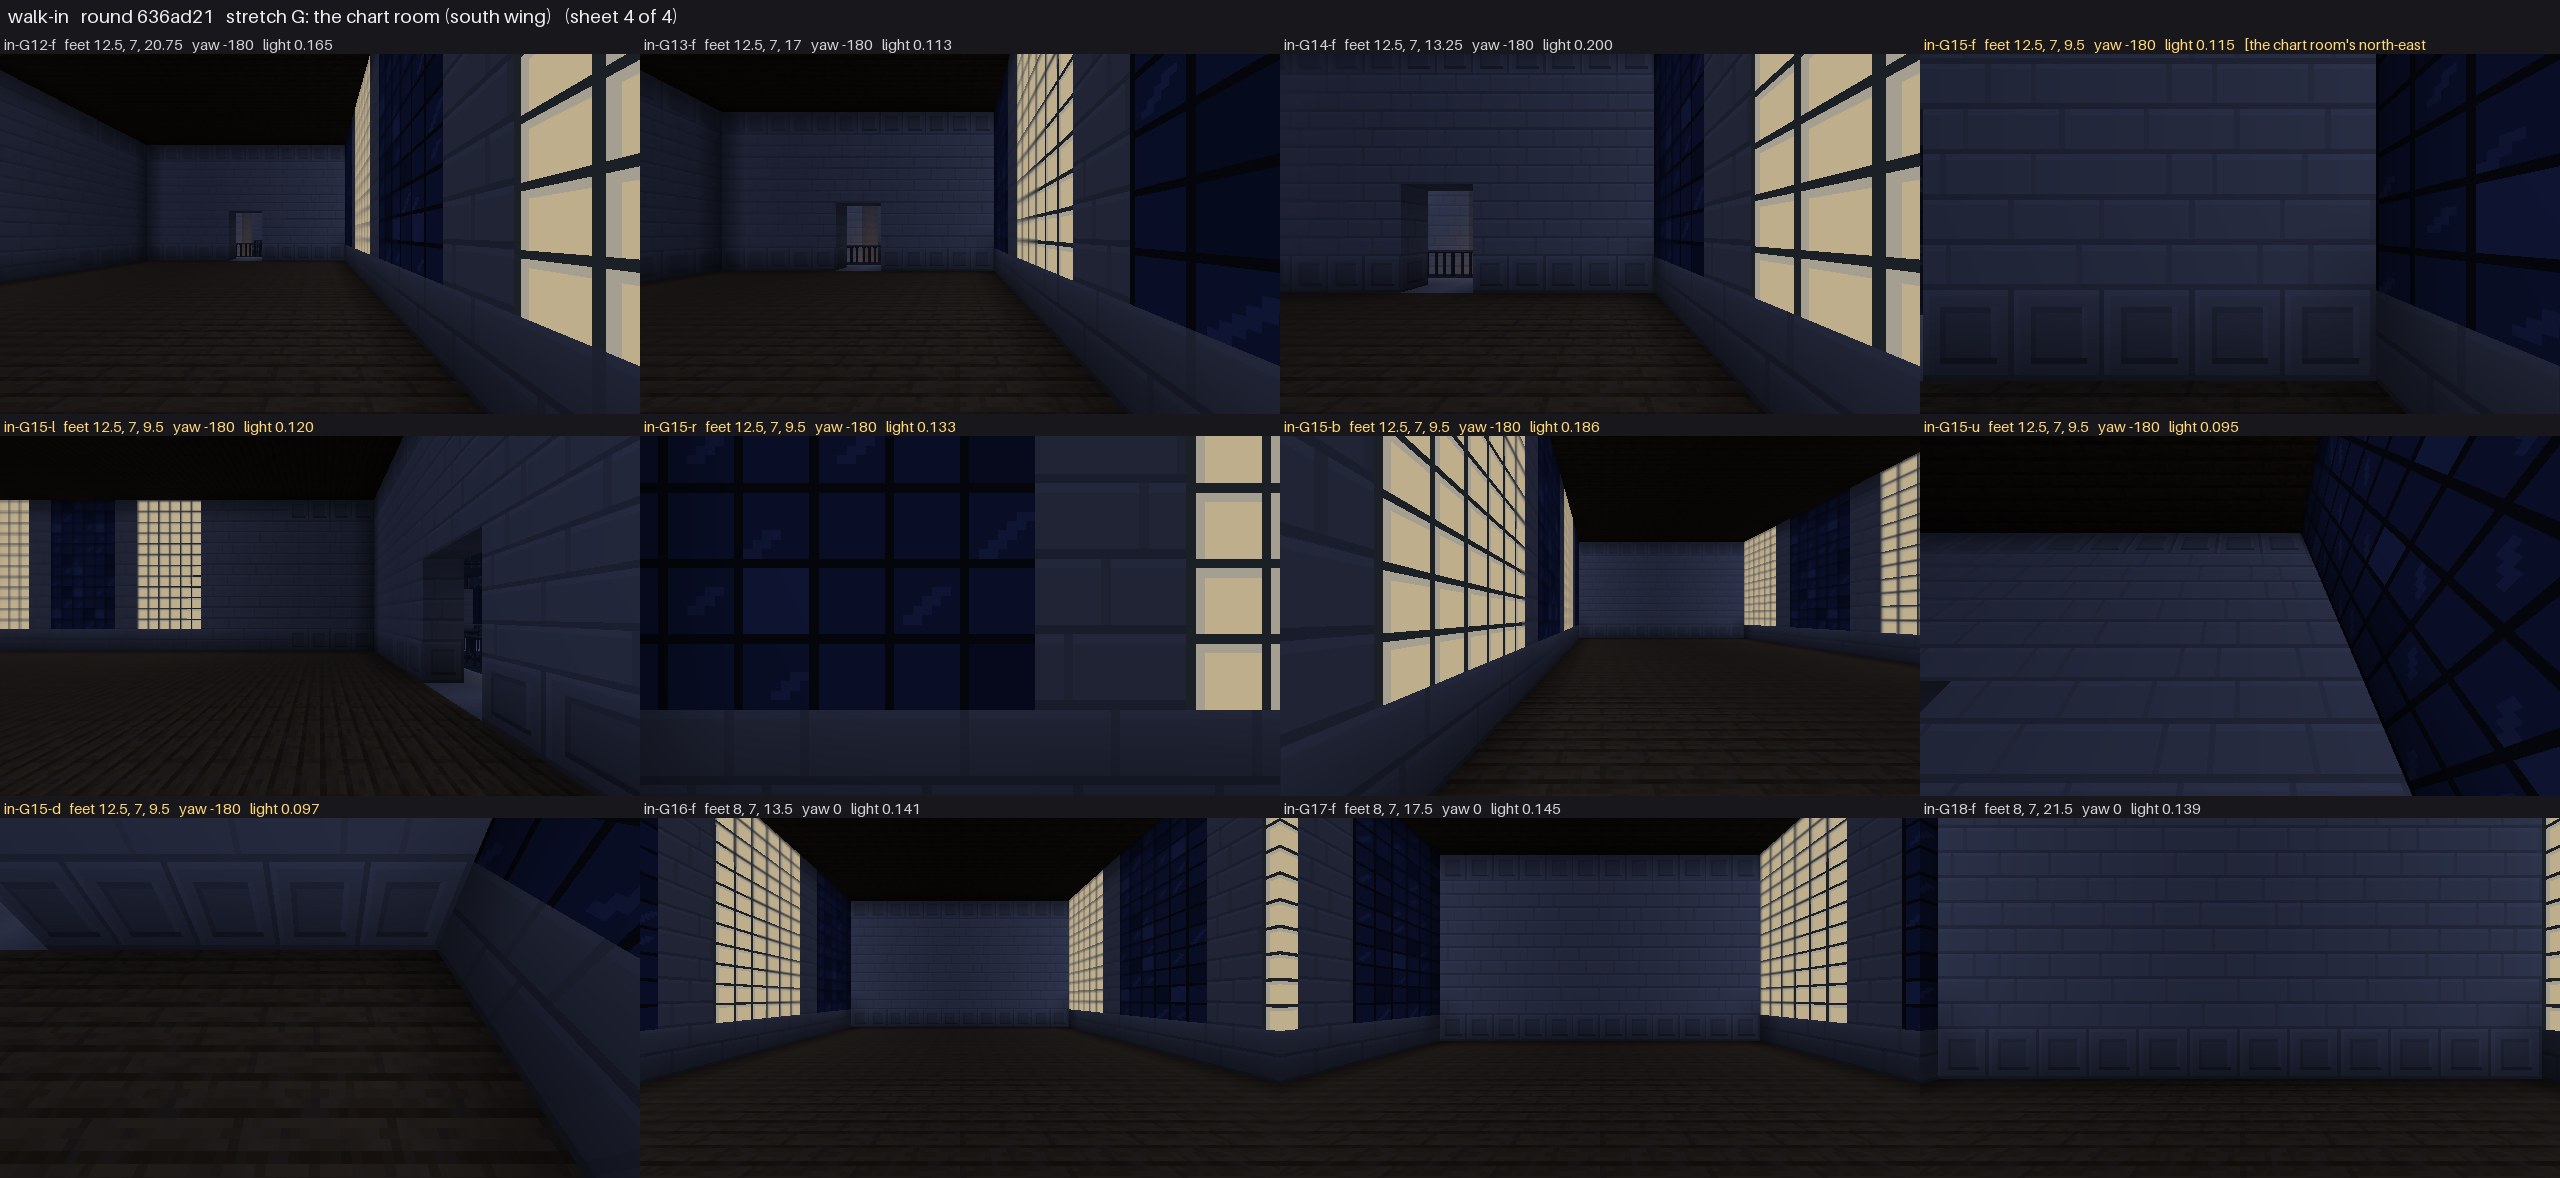 walk-in round 636ad21 stretch G: the chart room (south wing) (sheet 4 of 4)
in-G12-f feet 12.5, 7, 20.75 yaw -180 light 0.165
in-G13-f feet 12.5, 7, 17 yaw -180 light 0.113
in-G14-f feet 12.5, 7, 13.25 yaw -180 light 0.200
in-G15-f feet 12.5, 7, 9.5 yaw -180 light 0.115 [the chart room's north-east
in-G15-l feet 12.5, 7, 9.5 yaw -180 light 0.120
in-G15-r feet 12.5, 7, 9.5 yaw -180 light 0.133
in-G15-b feet 12.5, 7, 9.5 yaw -180 light 0.186
in-G15-u feet 12.5, 7, 9.5 yaw -180 light 0.095
in-G15-d feet 12.5, 7, 9.5 yaw -180 light 0.097
in-G16-f feet 8, 7, 13.5 yaw 0 light 0.141
in-G17-f feet 8, 7, 17.5 yaw 0 light 0.145
in-G18-f feet 8, 7, 21.5 yaw 0 light 0.139